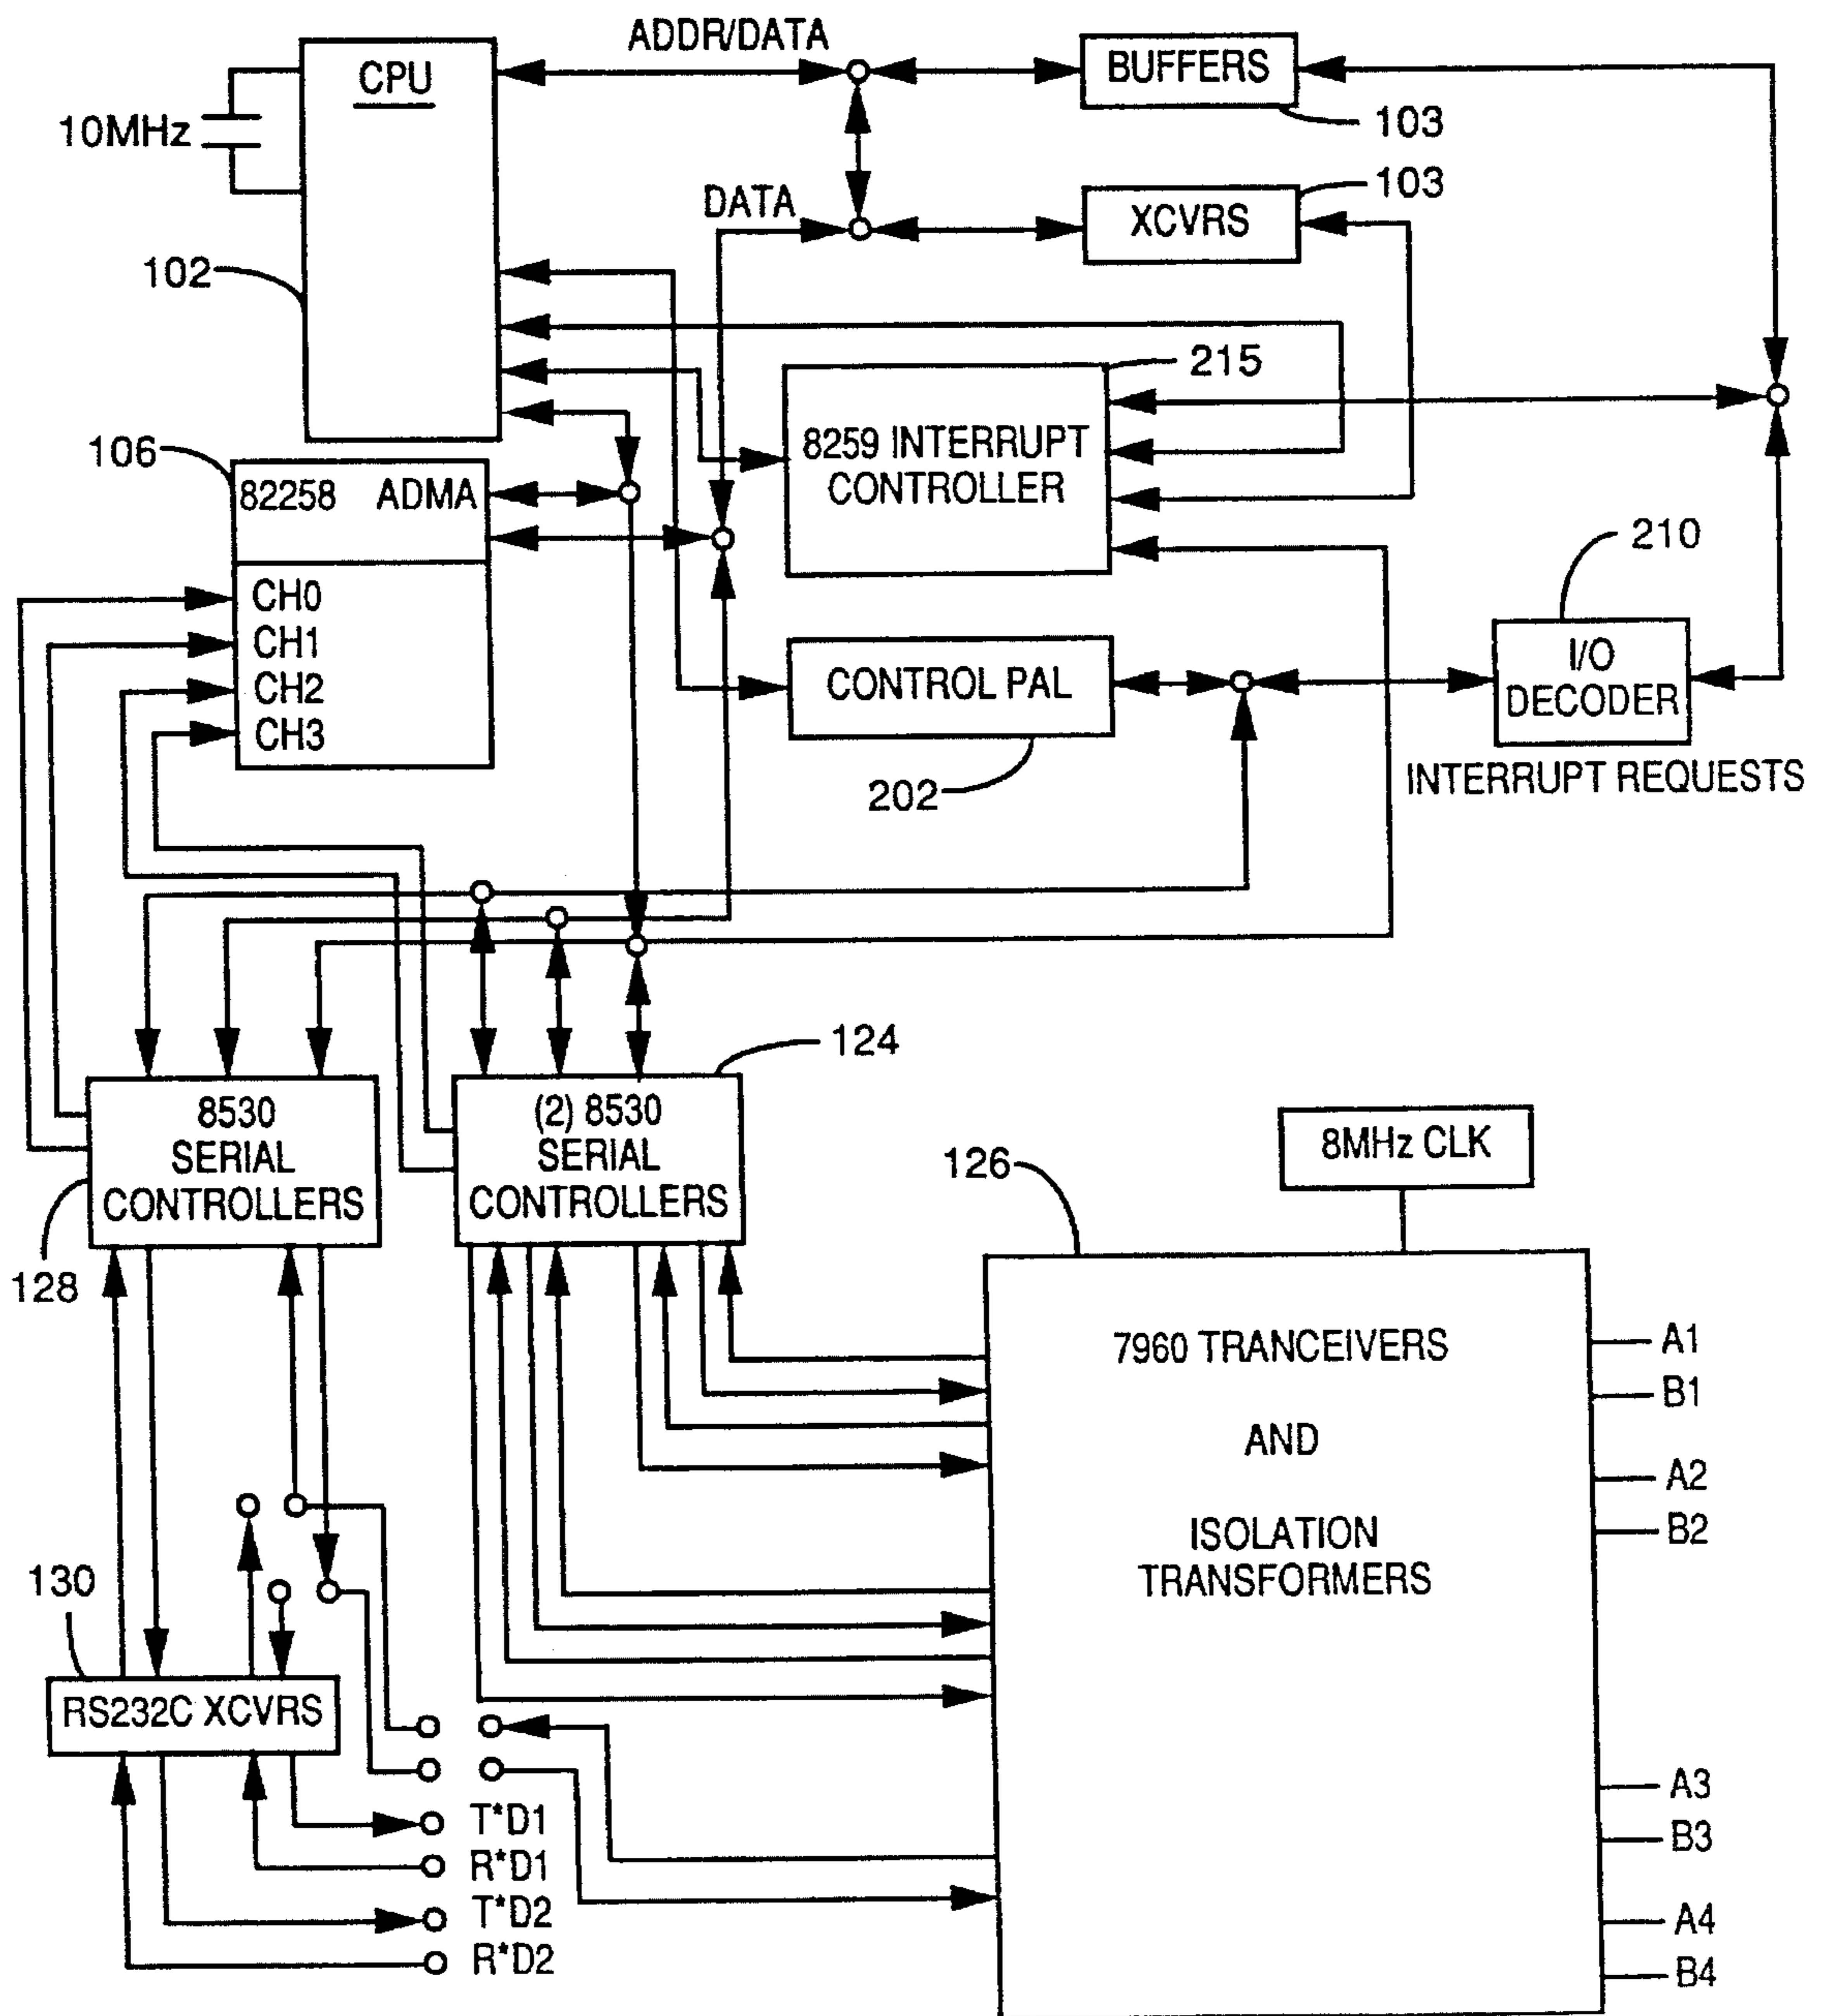 ADDR/DATA
CPU
BUFFERS
10MHz
103
103
DATA
XCVRS
102
215
106
8259 INTERRUPT
CONTROLLER
82258 ADMA
210
CH0
CH1
CH2
CH3
CONTROL PAL
I/O
DECODER
202
INTERRUPT REQUESTS
124
8530
SERIAL
CONTROLLERS
(2) 8530
SERIAL
CONTROLLERS
8MHz CLK
126
128
7960 TRANCEIVERS
AND
ISOLATION
TRANSFORMERS
A1
B1
A2
B2
130
RS232C XCVRS
A3
B3
T*D1
R*D1
T*D2
R*D2
A4
B4